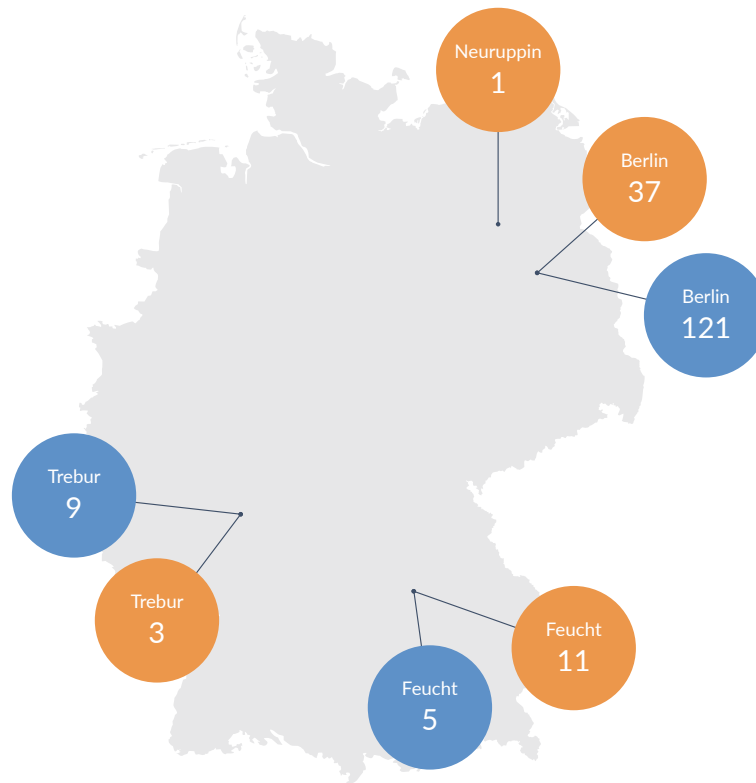 Neuruppin
1
Berlin
37
Berlin
121
Trebur
9
Trebur
3
Feucht
11
Feucht
5